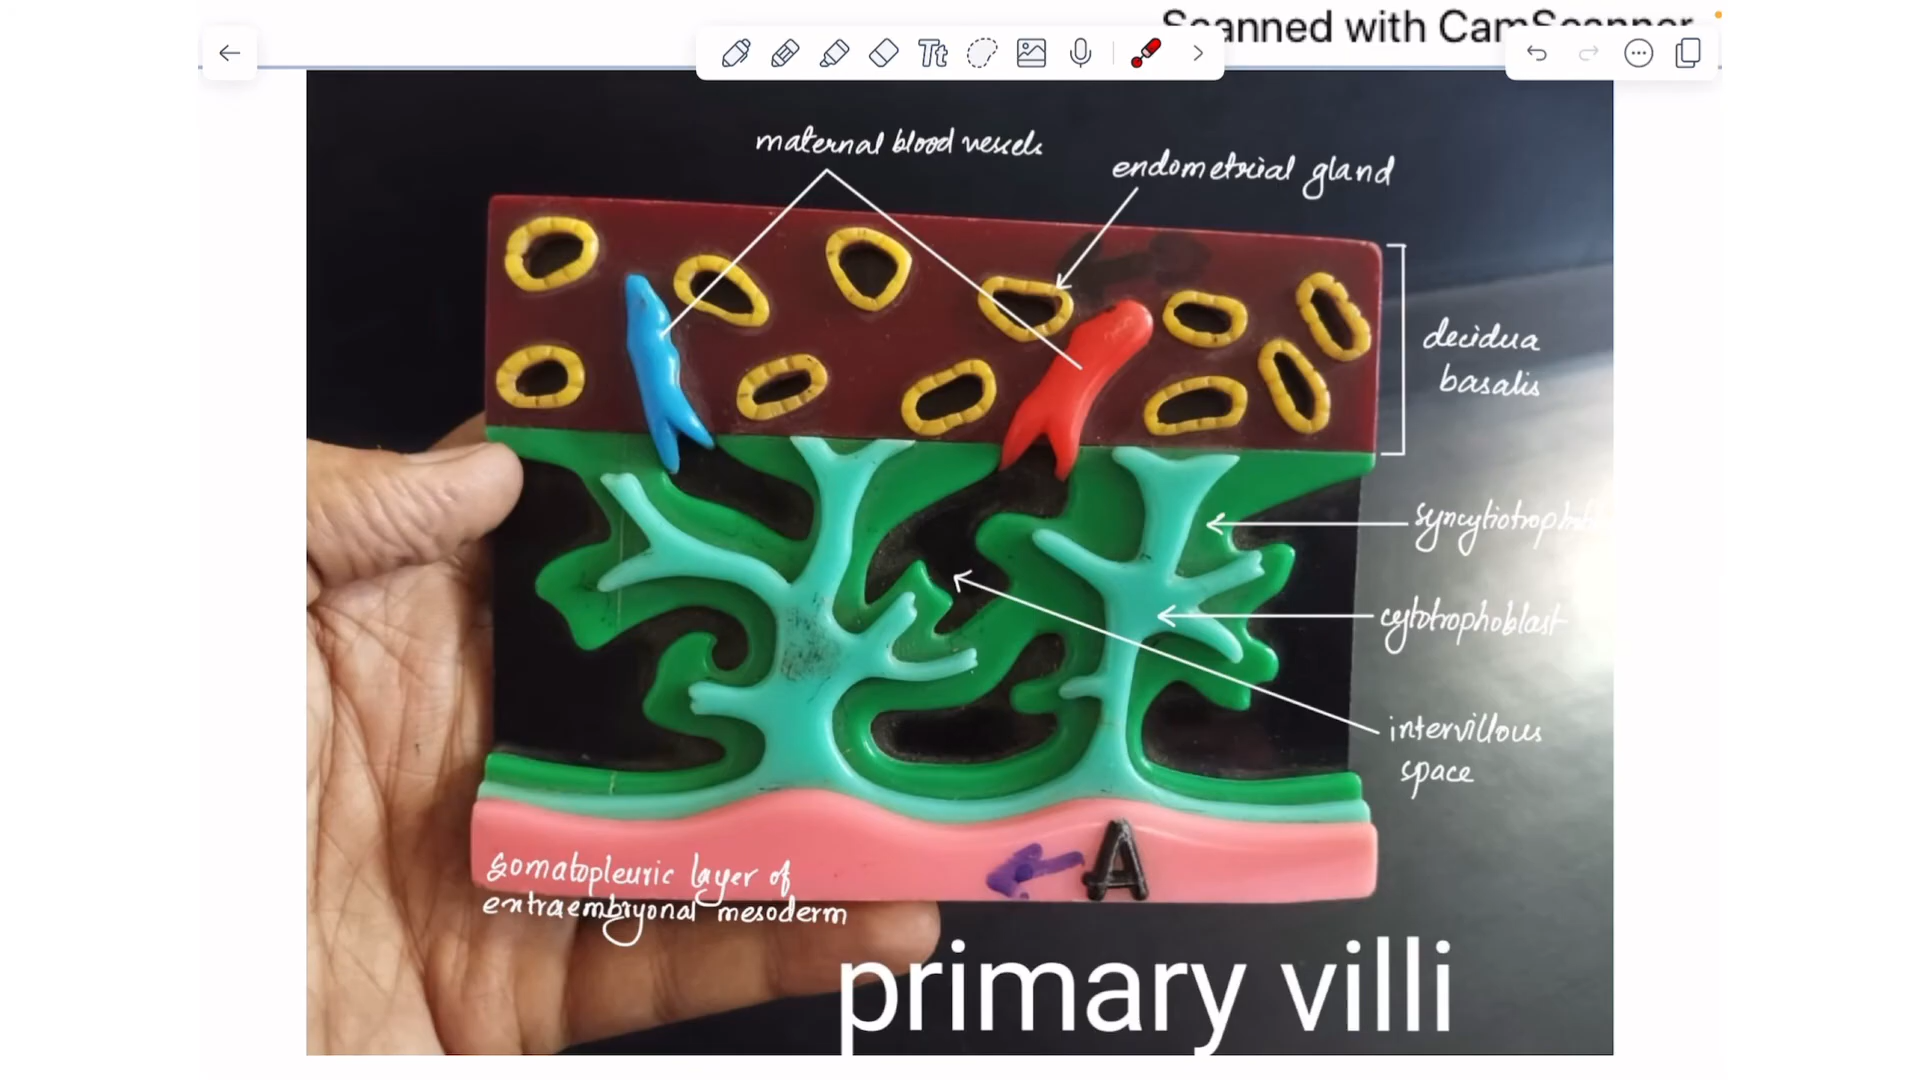 Scanned with CamScanner
Tt
maternal blood vessels
endometrial gland
decidua
basalis
cytotrophoblast
intervillous
space
A
somatopleuric layer of
extraembryonal mesoderm
primary villi